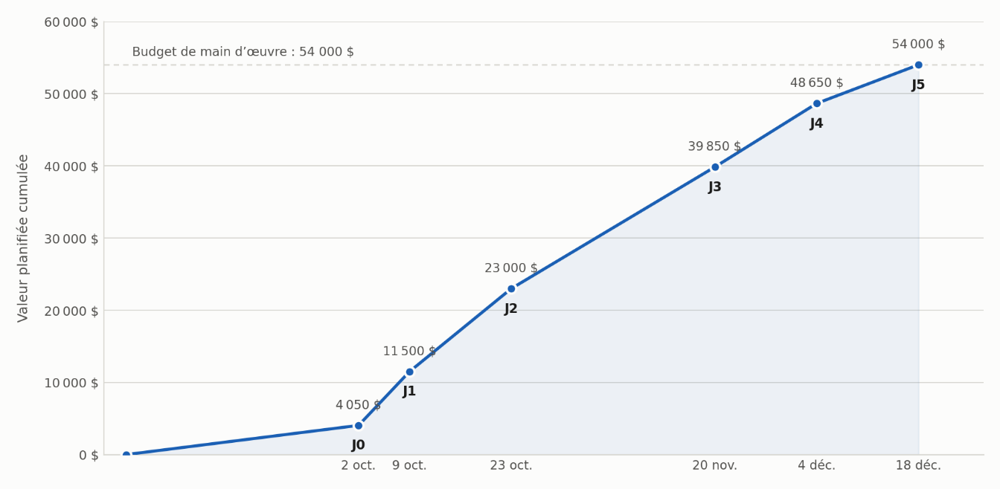 60 000 $
Budget de main d’œuvre : 54 000 $
54 000 $
J5
50 000 $
48 650 $
J4
40 000 $
39 850 $
J3
Valeur planifiée cumulée
30 000 $
23 000 $
J2
20 000 $
11 500 $
J1
10 000 $
4 050 $
J0
0 $
2 oct. 9 oct. 23 oct. 20 nov. 4 déc. 18 déc.